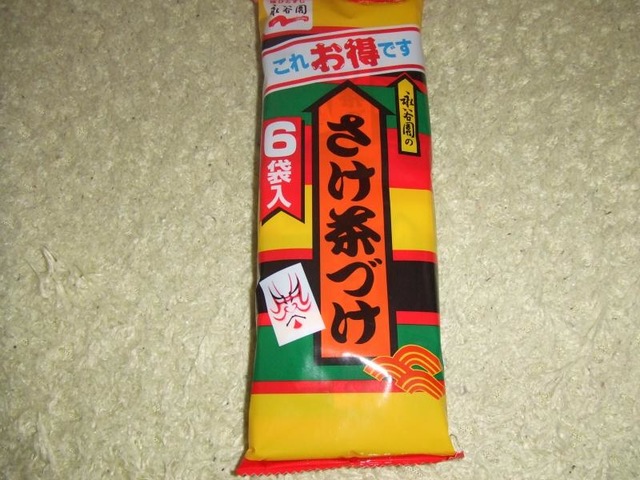 永谷園
これお得です
永谷園の
さけ茶づけ
6袋入